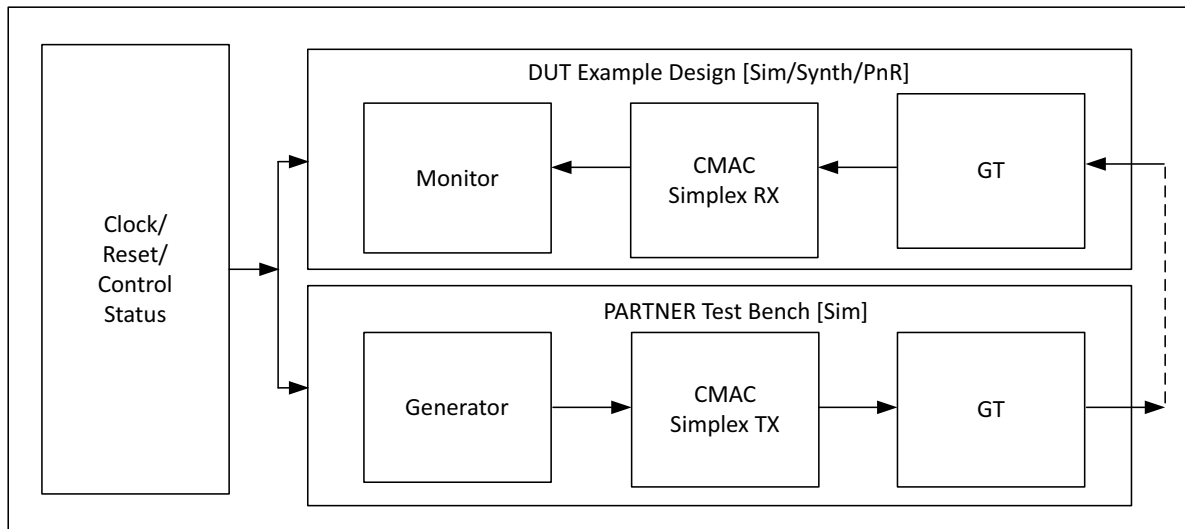 Clock/
Reset/
Control
Status
DUT Example Design [Sim/Synth/PnR]
Monitor
CMAC
Simplex RX
GT
PARTNER Test Bench [Sim]
Generator
CMAC
Simplex TX
GT